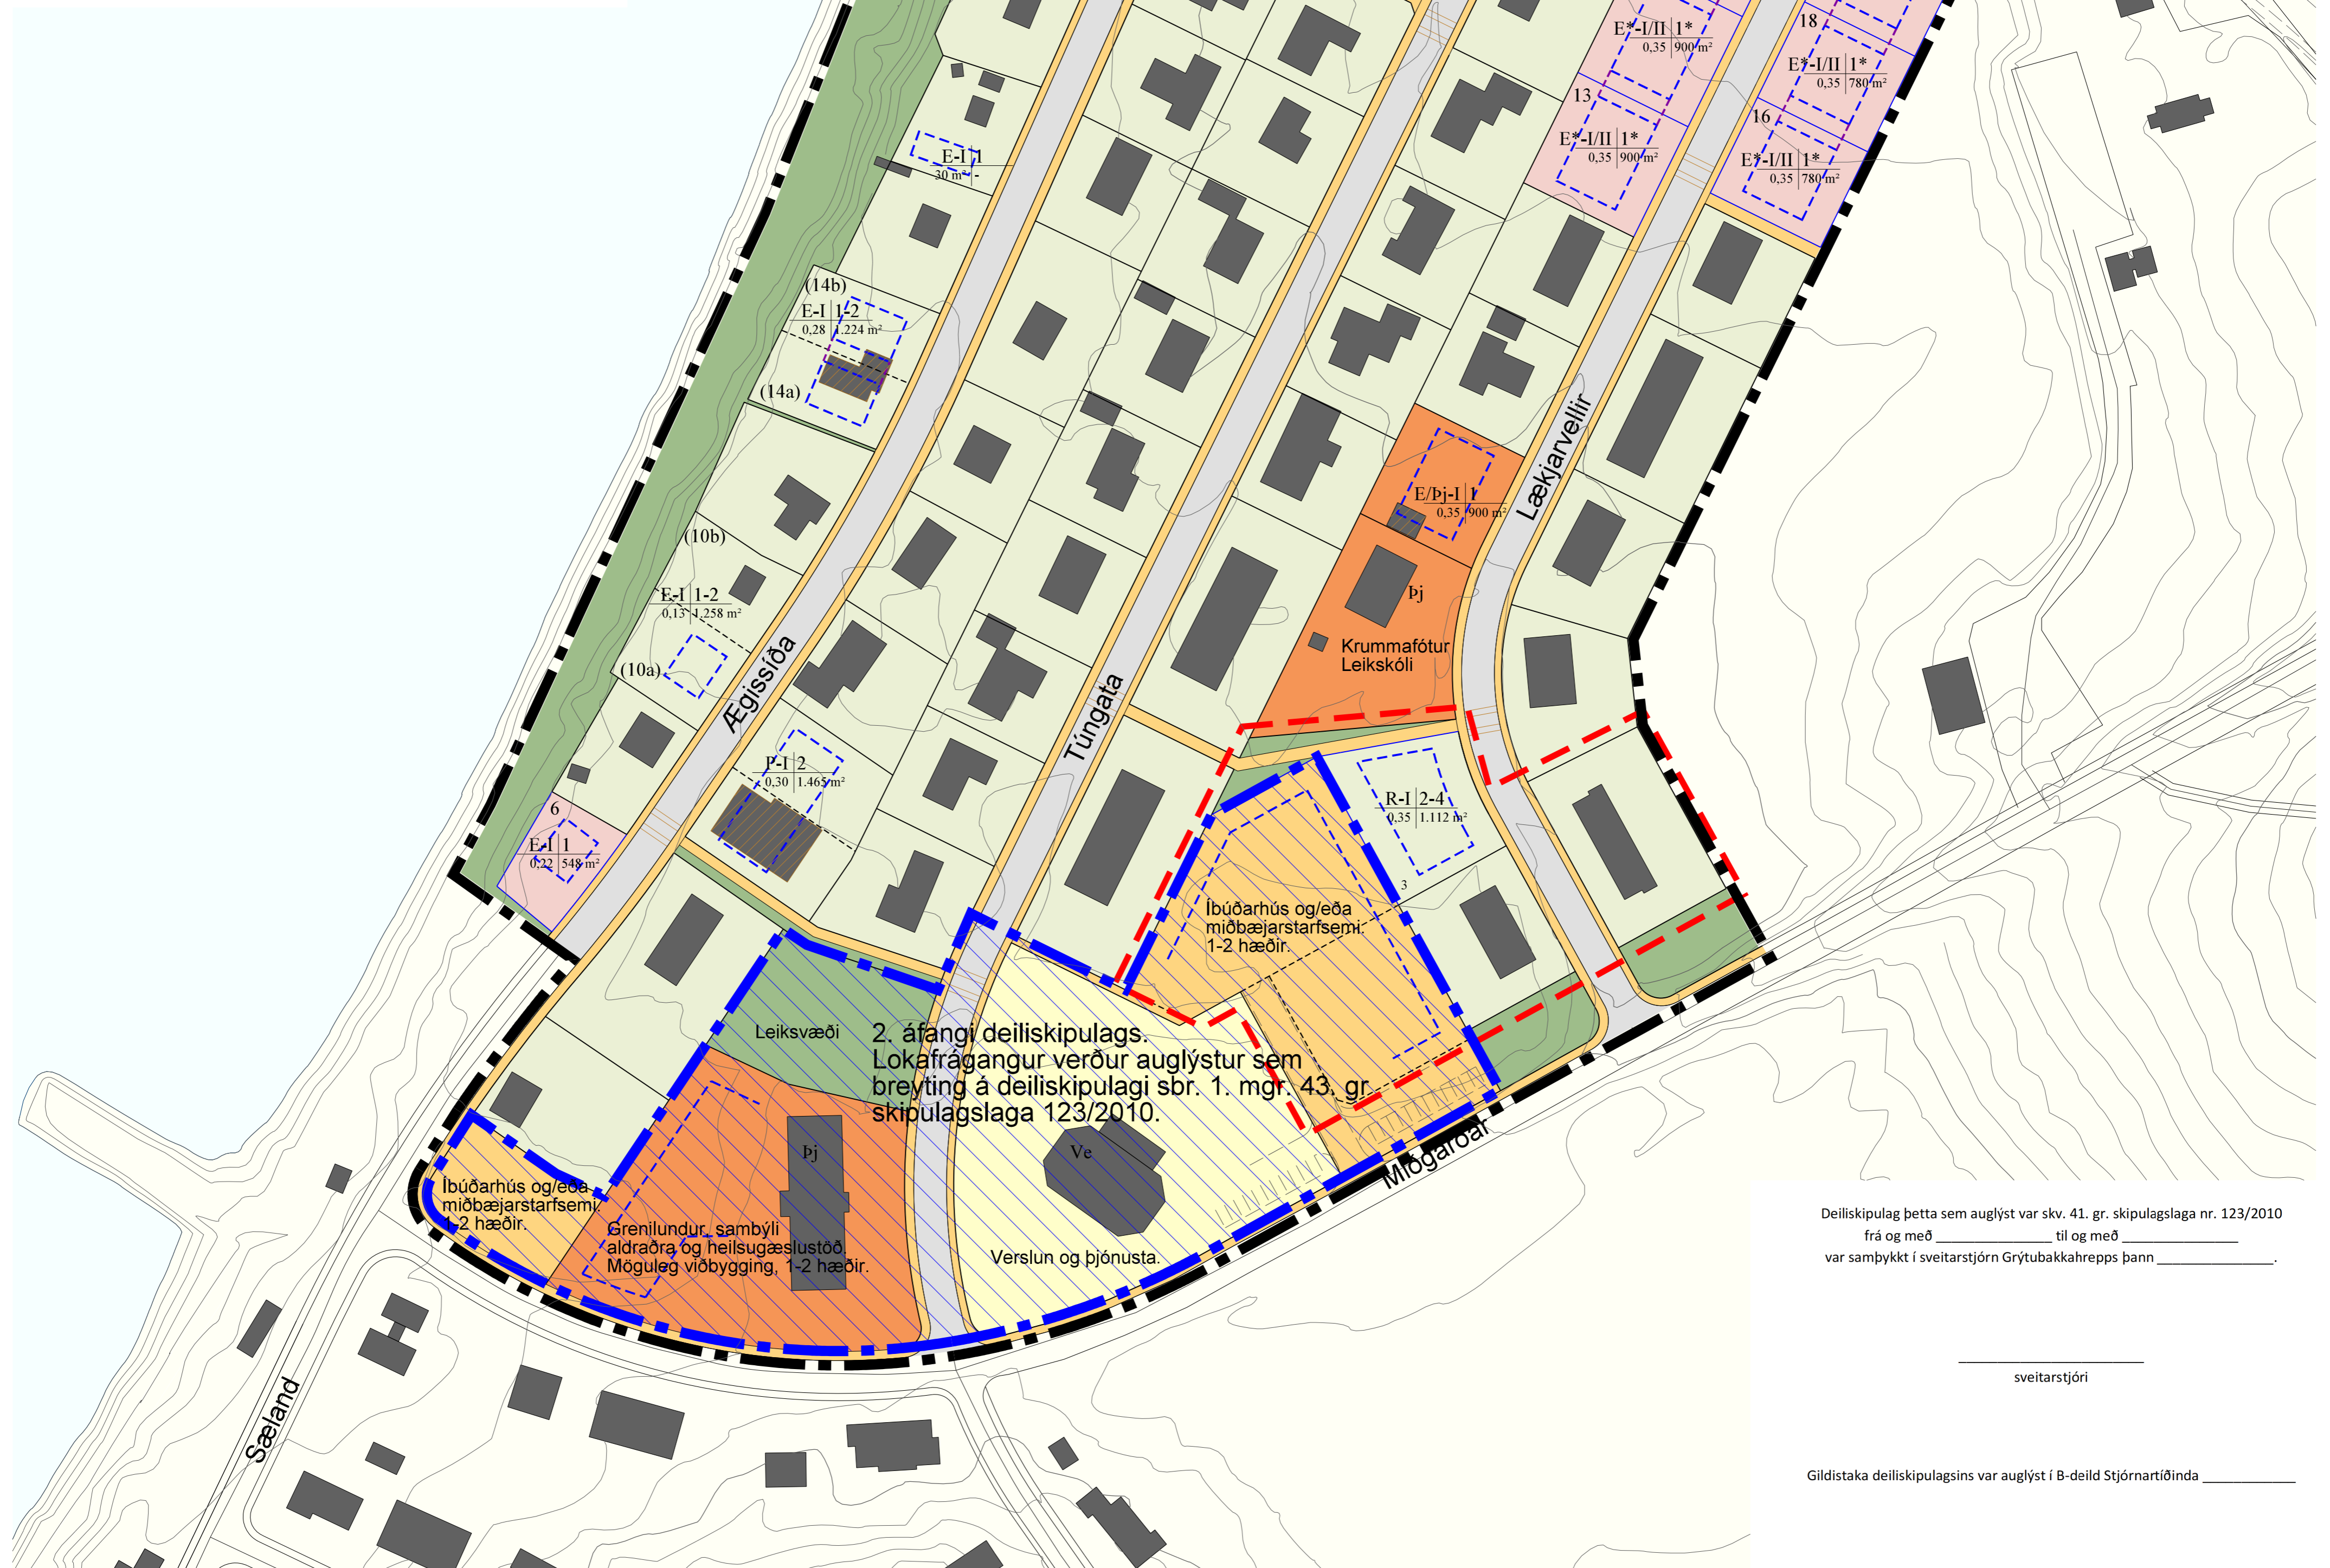 E*-I/II 1*
0,35 900 m²
18
E*-I/II 1*
0,35 780 m²
13
E*-I/II 1*
0,35 900 m²
16
E*-I/II 1*
0,35 780 m²
E-I 1
30 m² -
(14b)
E-I 1-2
0,28 1.224 m²
(14a)
Lækjarvellir
E/Þj-I 1
0,35 900 m²
(10b)
E-I 1-2
0,13 1.258 m²
(10a)
Þj
Krummafótur
Leikskóli
Ægissíða
Túngata
P-I 2
0,30 1.465 m²
6
E-I 1
0,22 548 m²
R-I 2-4
0,35 1.112 m²
3
Íbúðarhús og/eða
miðbæjarstarfsemi.
1-2 hæðir.
Leiksvæði
2. áfangi deiliskipulags.
Lokafrágangur verður auglýstur sem
breyting á deiliskipulagi sbr. 1. mgr. 43. gr.
skipulagslaga 123/2010.
Þj
Ve
Miðgarðar
Íbúðarhús og/eða
miðbæjarstarfsemi.
1-2 hæðir.
Grenilundur, sambýli
aldraðra og heilsugæslustöð.
Möguleg viðbygging, 1-2 hæðir.
Verslun og þjónusta.
Sæland
Deiliskipulag þetta sem auglýst var skv. 41. gr. skipulagslaga nr. 123/2010
frá og með _______________ til og með _______________
var samþykkt í sveitarstjórn Grýtubakkahrepps þann _______________.
________________________
sveitarstjóri
Gildistaka deiliskipulagsins var auglýst í B-deild Stjórnartíðinda ____________